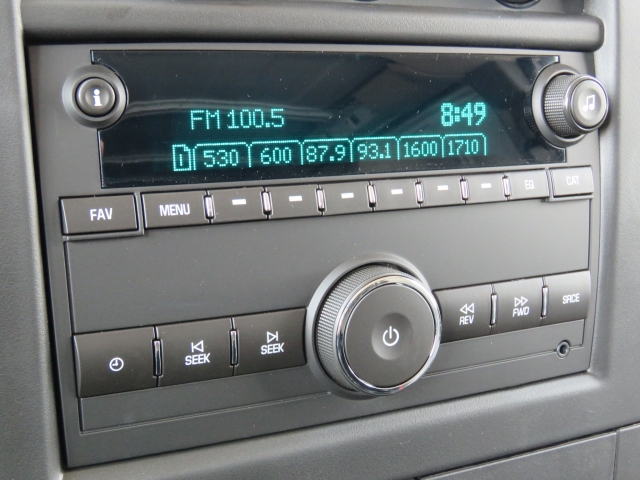 FM 100.5 8:49
1 530 600 87.9 93.1 1600 1710
FAV MENU EQ CAT
SEEK SEEK REV FWD SRCE